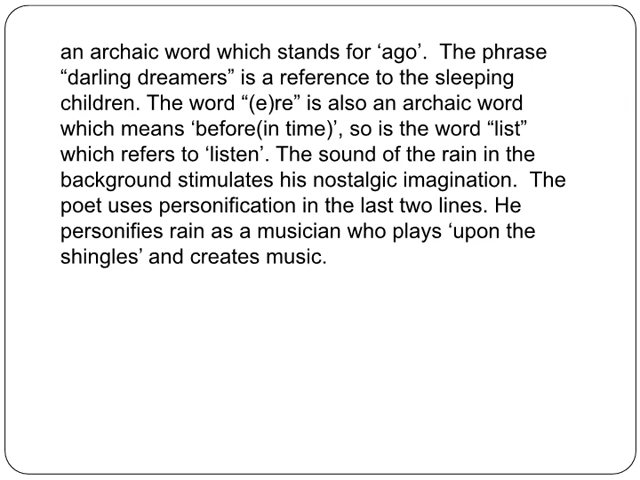 an archaic word which stands for ‘ago’.  The phrase
“darling dreamers” is a reference to the sleeping
children. The word “(e)re” is also an archaic word
which means ‘before(in time)’, so is the word “list”
which refers to ‘listen’. The sound of the rain in the
background stimulates his nostalgic imagination.  The
poet uses personification in the last two lines. He
personifies rain as a musician who plays ‘upon the
shingles’ and creates music.